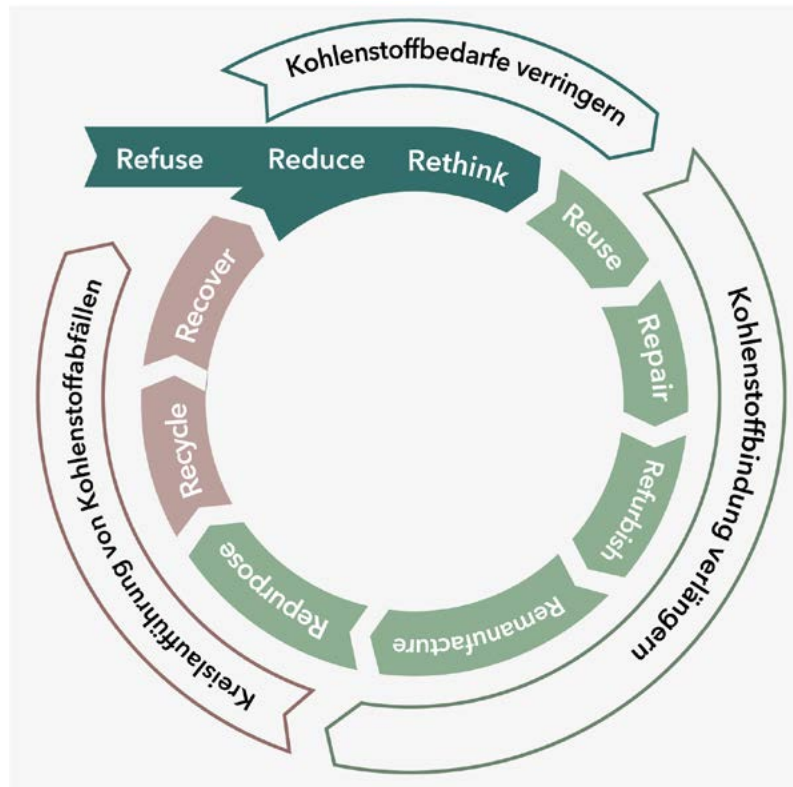 Kohlenstoffbedarfe verringern
Refuse
Reduce
Rethink
Reuse
Repair
Refurbish
Remanufacture
Repurpose
Recycle
Recover
Kohlenstoffbindung verlängern
Kreislaufführung von Kohlenstoffabfällen